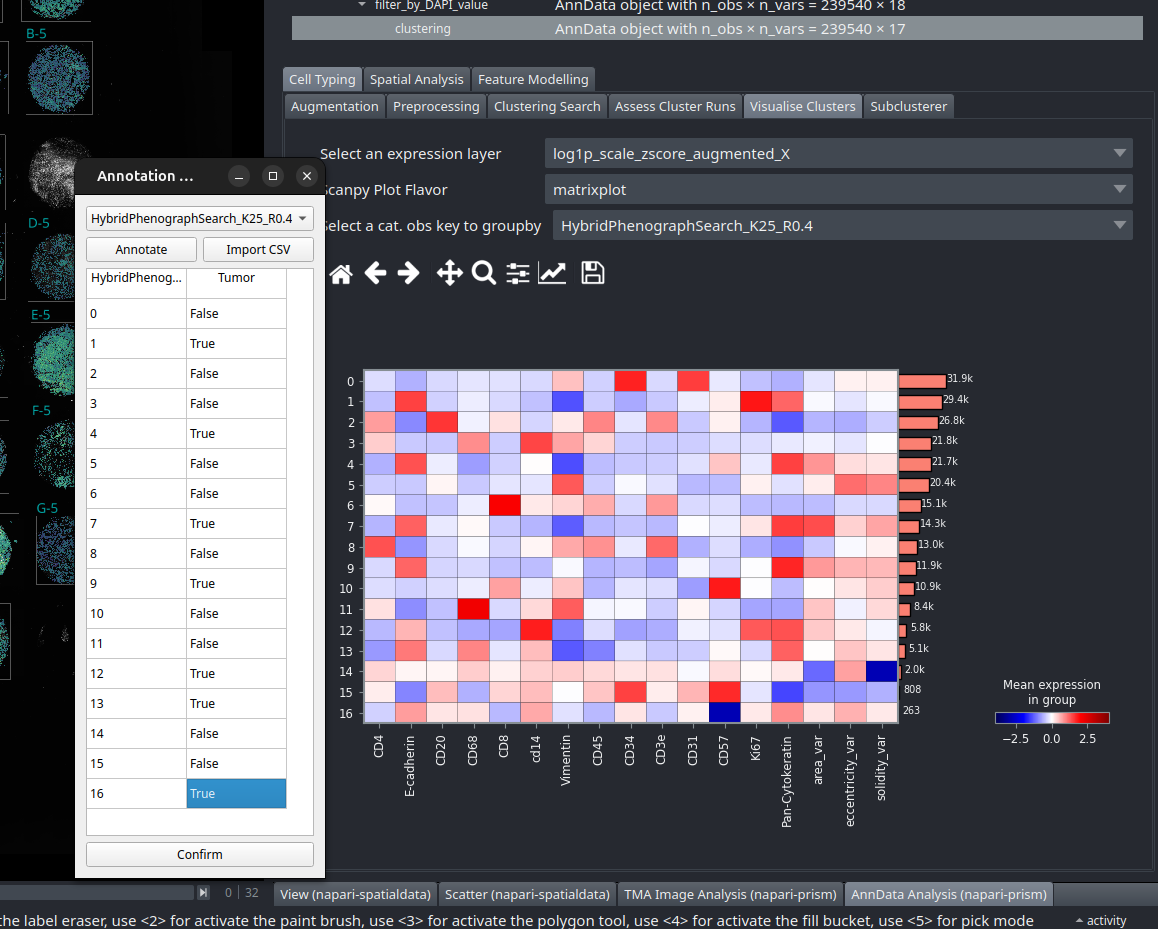 B-5
D-5
E-5
F-5
G-5
filter_by_DAPI_value AnnData object with n_obs × n_vars = 239540 × 18
clustering AnnData object with n_obs × n_vars = 239540 × 17
Cell Typing Spatial Analysis Feature Modelling
Augmentation Preprocessing Clustering Search Assess Cluster Runs Visualise Clusters Subclusterer
Select an expression layer log1p_scale_zscore_augmented_X
Scanpy Plot Flavor matrixplot
Select a cat. obs key to groupby HybridPhenographSearch_K25_R0.4
Annotation ...
HybridPhenographSearch_K25_R0.4
Annotate Import CSV
HybridPhenog... Tumor
0 False
1 True
2 False
3 False
4 True
5 False
6 False
7 True
8 False
9 True
10 False
11 False
12 True
13 True
14 False
15 False
16 True
Confirm
0 31.9k
1 29.4k
2 26.8k
3 21.8k
4 21.7k
5 20.4k
6 15.1k
7 14.3k
8 13.0k
9 11.9k
10 10.9k
11 8.4k
12 5.8k
13 5.1k
14 2.0k
15 808
16 263
CD4 E-cadherin CD20 CD68 CD8 cd14 Vimentin CD45 CD34 CD3e CD31 CD57 Ki67 Pan-Cytokeratin area_var eccentricity_var solidity_var
Mean expression
in group
−2.5 0.0 2.5
0 | 32
View (napari-spatialdata) Scatter (napari-spatialdata) TMA Image Analysis (napari-prism) AnnData Analysis (napari-prism)
the label eraser, use <2> for activate the paint brush, use <3> for activate the polygon tool, use <4> for activate the fill bucket, use <5> for pick mode activity